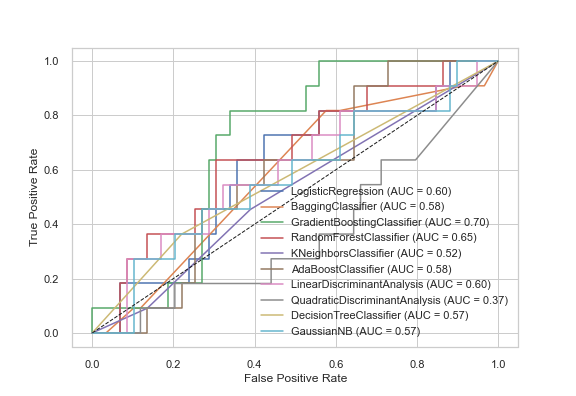 1.0
0.8
0.6
0.4
0.2
0.0
True Positive Rate
LogisticRegression (AUC = 0.60)
BaggingClassifier (AUC = 0.58)
GradientBoostingClassifier (AUC = 0.70)
RandomForestClassifier (AUC = 0.65)
KNeighborsClassifier (AUC = 0.52)
AdaBoostClassifier (AUC = 0.58)
LinearDiscriminantAnalysis (AUC = 0.60)
QuadraticDiscriminantAnalysis (AUC = 0.37)
DecisionTreeClassifier (AUC = 0.57)
GaussianNB (AUC = 0.57)
0.0 0.2 0.4 0.6 0.8 1.0
False Positive Rate